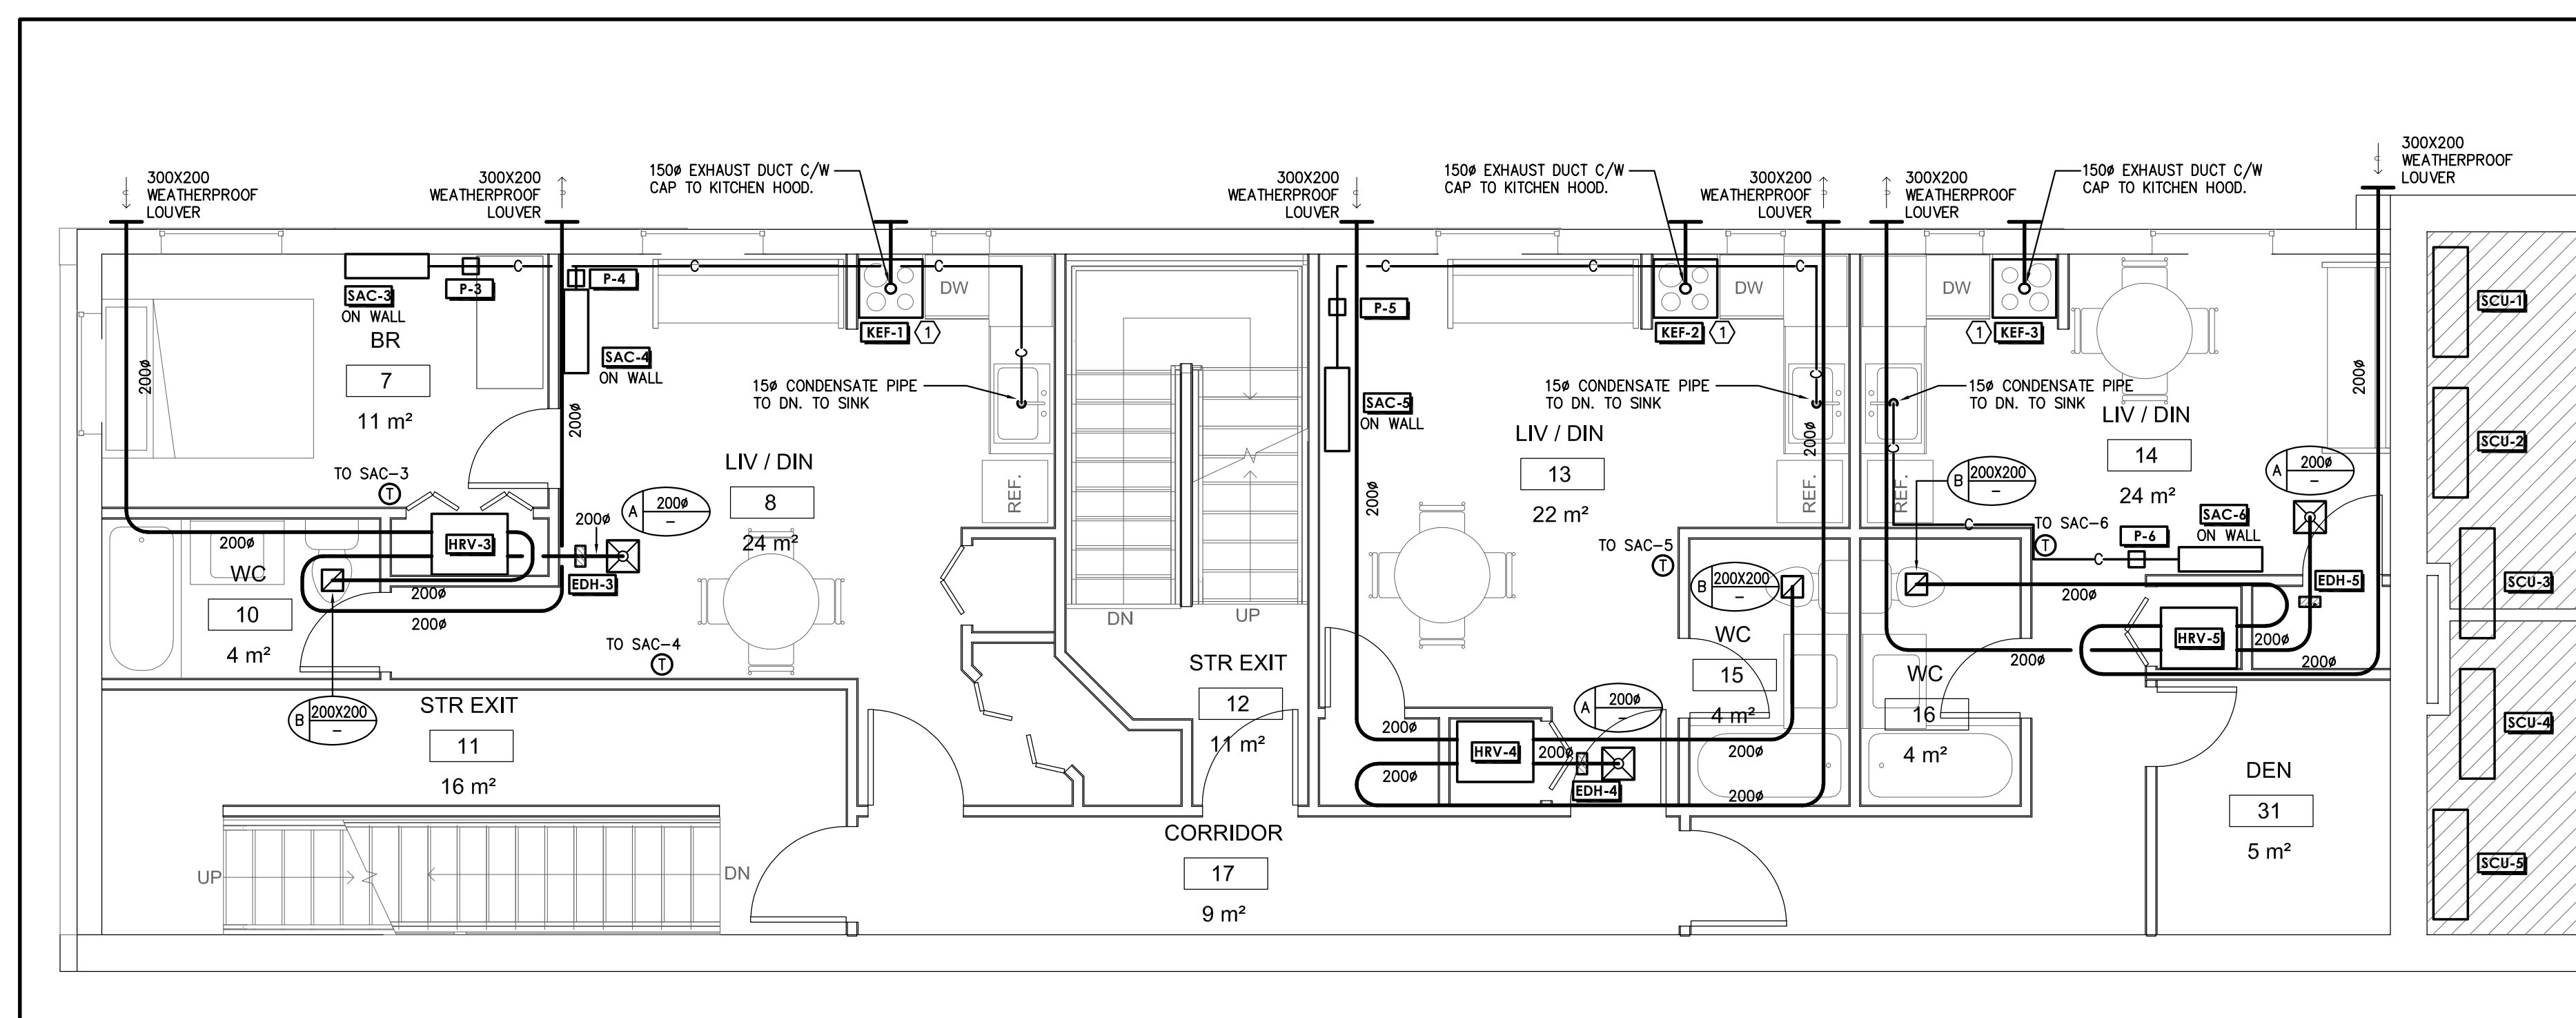 300X200
WEATHERPROOF
LOUVER
300X200
WEATHERPROOF
LOUVER
150ø EXHAUST DUCT C/W
CAP TO KITCHEN HOOD.
300X200
WEATHERPROOF
LOUVER
150ø EXHAUST DUCT C/W
CAP TO KITCHEN HOOD.
300X200
WEATHERPROOF
LOUVER
300X200
WEATHERPROOF
LOUVER
150ø EXHAUST DUCT C/W
CAP TO KITCHEN HOOD.
300X200
WEATHERPROOF
LOUVER
SAC-3
ON WALL
P-3
C
BR
7
11 m²
200ø
TO SAC-3
T
P-4
C
C
C
SAC-4
ON WALL
200ø
KEF-1
1
DW
15ø CONDENSATE PIPE
TO DN. TO SINK
REF.
LIV / DIN
8
24 m²
A
200ø
–
200ø
EDH-3
HRV-3
200ø
200ø
200ø
WC
10
4 m²
B
200X200
–
TO SAC-4
T
STR EXIT
11
16 m²
UP
DN
DN
UP
STR EXIT
12
11 m²
CORRIDOR
17
9 m²
P-5
C
C
C
SAC-5
ON WALL
200ø
KEF-2
1
DW
15ø CONDENSATE PIPE
TO DN. TO SINK
200ø
REF.
LIV / DIN
13
22 m²
TO SAC-5
T
B
200X200
–
WC
15
4 m²
A
200ø
–
200ø
200ø
HRV-4
200ø
EDH-4
200ø
200ø
DW
1
KEF-3
15ø CONDENSATE PIPE
TO DN. TO SINK
C
REF.
B
200X200
–
LIV / DIN
14
24 m²
200ø
A
200ø
–
C
TO SAC-6
T
P-6
C
SAC-6
ON WALL
EDH-5
200ø
HRV-5
200ø
200ø
200ø
WC
16
4 m²
DEN
31
5 m²
SCU-1
SCU-2
SCU-3
SCU-4
SCU-5